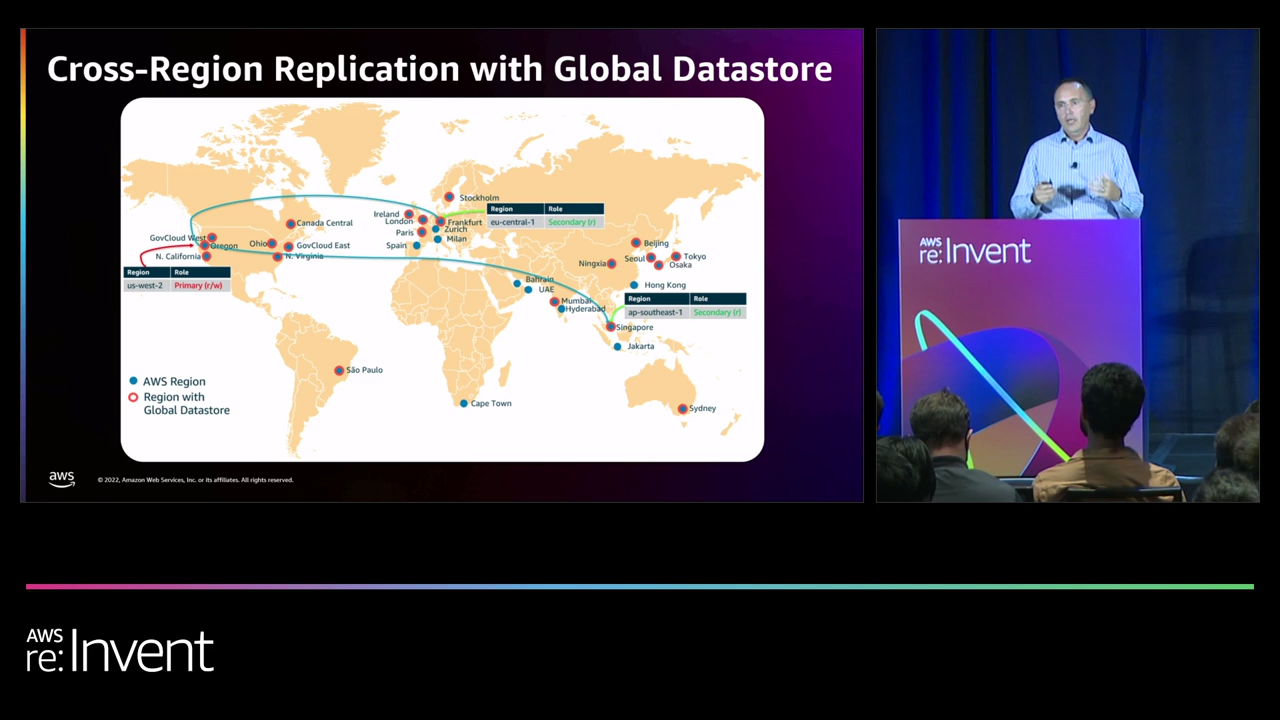 Cross-Region Replication with Global Datastore
Stockholm
Region Role
eu-central-1 Secondary (r)
Ireland
London
Frankfurt
Canada Central
Paris
Zurich
Milan
Spain
GovCloud West
Oregon
Ohio
GovCloud East
N. California
N. Virginia
Region Role
us-west-2 Primary (r/w)
Beijing
Seoul
Tokyo
Osaka
Ningxia
Bahrain
UAE
Hong Kong
Mumbai
Hyderabad
Region Role
ap-southeast-1 Secondary (r)
Singapore
Jakarta
São Paulo
Cape Town
Sydney
AWS Region
Region with
Global Datastore
aws
© 2022, Amazon Web Services, Inc. or its affiliates. All rights reserved.
AWS
re:Invent
AWS
re:Invent